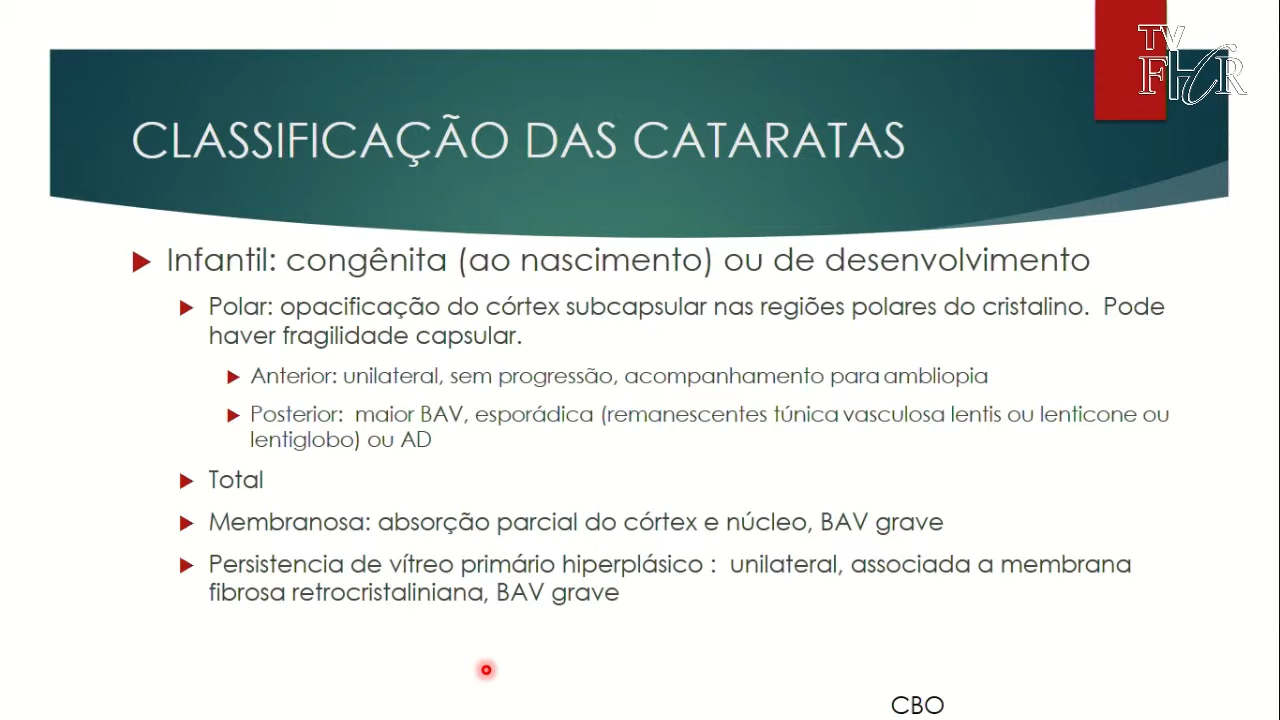 TV
FHCR
CLASSIFICAÇÃO DAS CATARATAS
Infantil: congênita (ao nascimento) ou de desenvolvimento
Polar: opacificação do córtex subcapsular nas regiões polares do cristalino. Pode
haver fragilidade capsular.
Anterior: unilateral, sem progressão, acompanhamento para ambliopia
Posterior: maior BAV, esporádica (remanescentes túnica vasculosa lentis ou lenticone ou
lentiglobo) ou AD
Total
Membranosa: absorção parcial do córtex e núcleo, BAV grave
Persistencia de vítreo primário hiperplásico : unilateral, associada a membrana
fibrosa retrocristaliniana, BAV grave
CBO